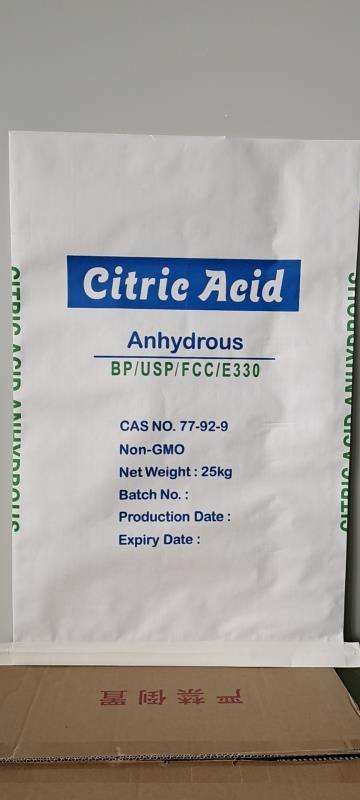 Citric Acid
Anhydrous
BP/USP/FCC/E330
CAS NO. 77-92-9
Non-GMO
Net Weight : 25kg
Batch No. :
Production Date :
Expiry Date :
CITRIC ACID ANHYDROUS
CITRIC ACID ANHYDROUS
严禁倒置